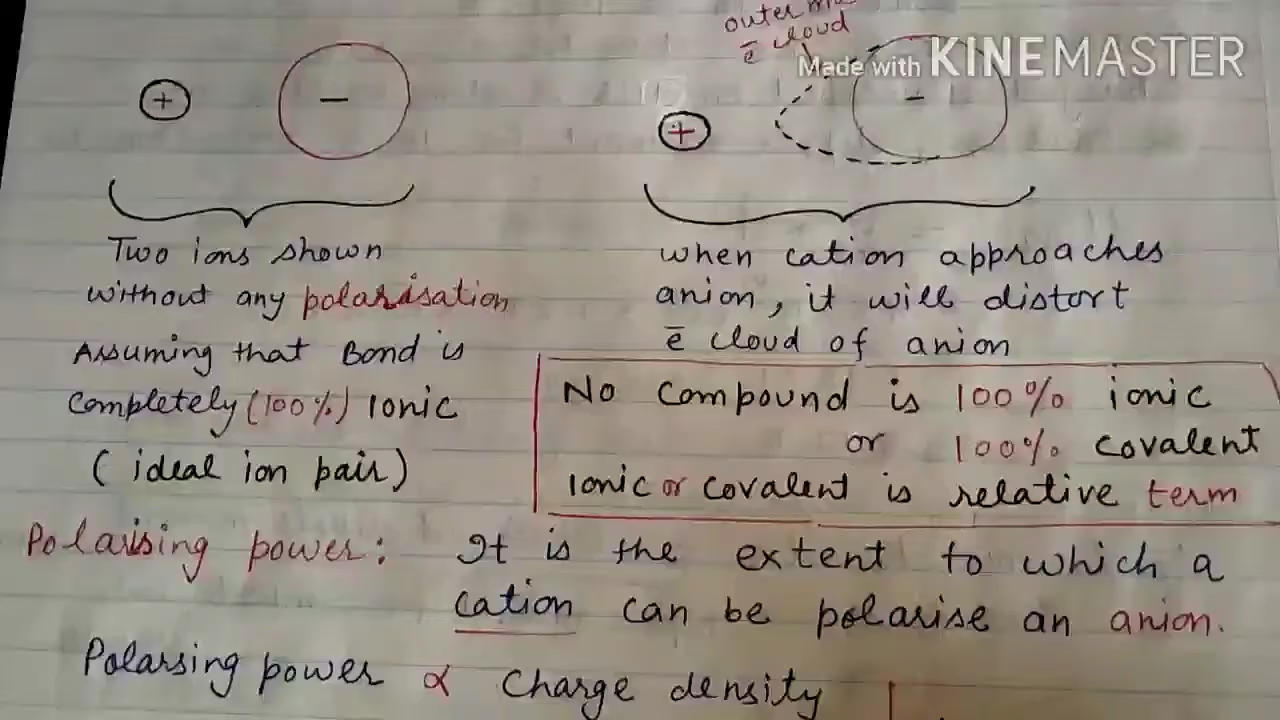 outer
ē cloud
Made with KINEMASTER
+
−
+
-
Two ions shown
without any polarisation
Assuming that Bond is
completely (100%) Ionic
( ideal ion pair)
when cation approaches
anion, it will distort
ē cloud of anion
No compound is 100% ionic
or 100% covalent
Ionic or covalent is relative term
Polarising power: It is the extent to which a
cation can be polarise an anion.
Polarsing power ∝ Charge density